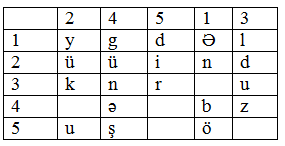 2 4 5 1 3
1 y g d Ə l
2 ü ü i n d
3 k n r u
4 ə b z
5 u ş ö